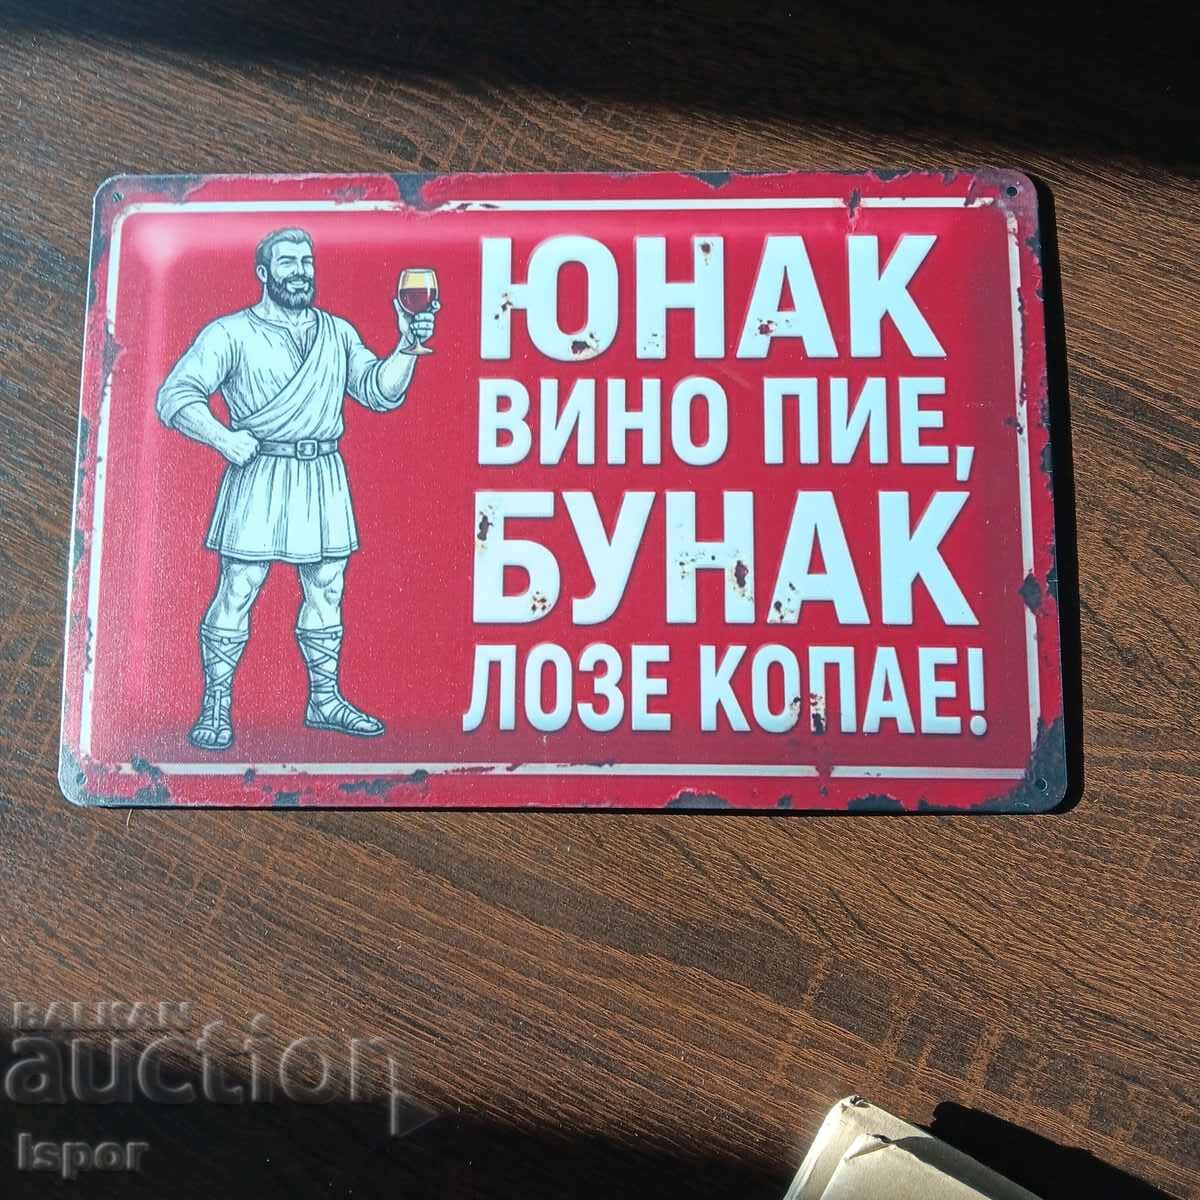 ЮНАК
ВИНО ПИЕ,
БУНАК
ЛОЗЕ КОПАЕ!
BALKAN
auction
Ispor